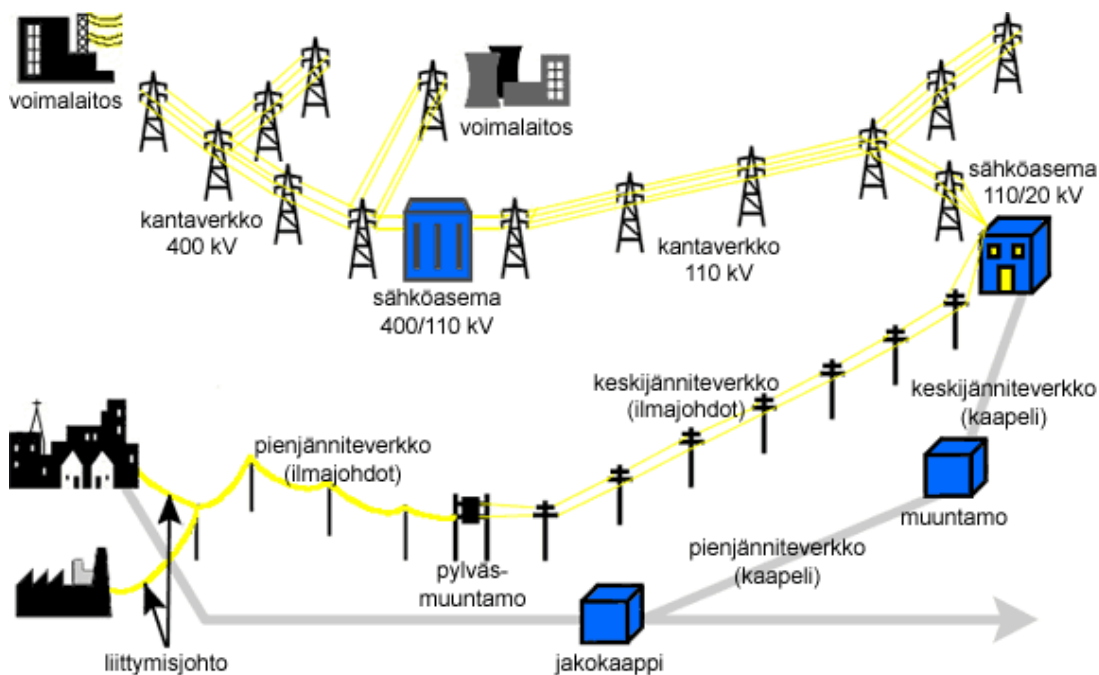 voimalaitos
voimalaitos
sähköasema
110/20 kV
kantaverkko
400 kV
kantaverkko
110 kV
sähköasema
400/110 kV
keskijänniteverkko
(ilmajohdot)
keskijänniteverkko
(kaapeli)
pienjänniteverkko
(ilmajohdot)
muuntamo
pienjänniteverkko
(kaapeli)
pylväs-
muuntamo
liittymisjohto
jakokaappi